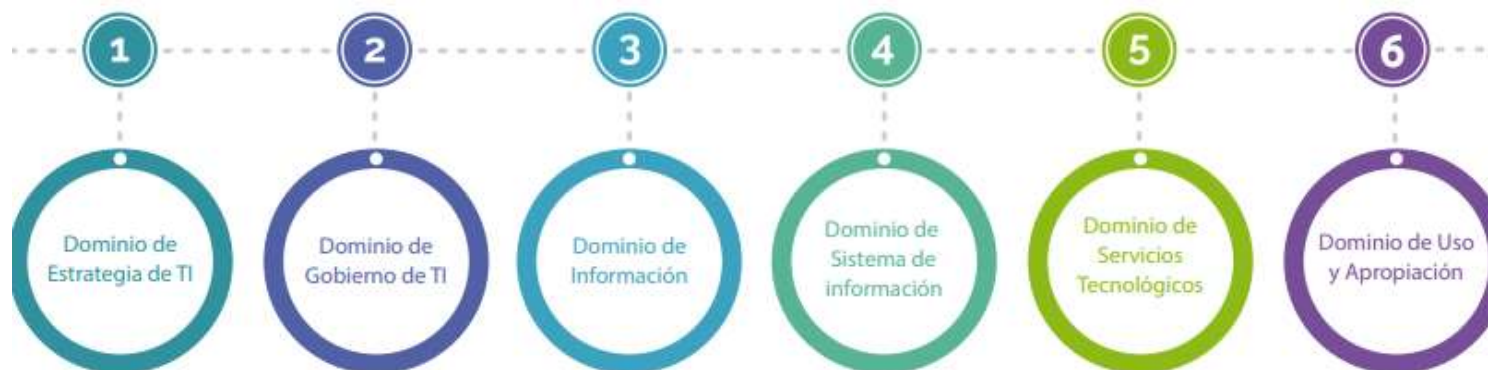 1
2
3
4
5
6
Dominio de
Estrategia de TI
Dominio de
Gobierno de TI
Dominio de
Información
Dominio de
Sistema de
información
Dominio de
Servicios
Tecnológicos
Dominio de Uso
y Apropiación